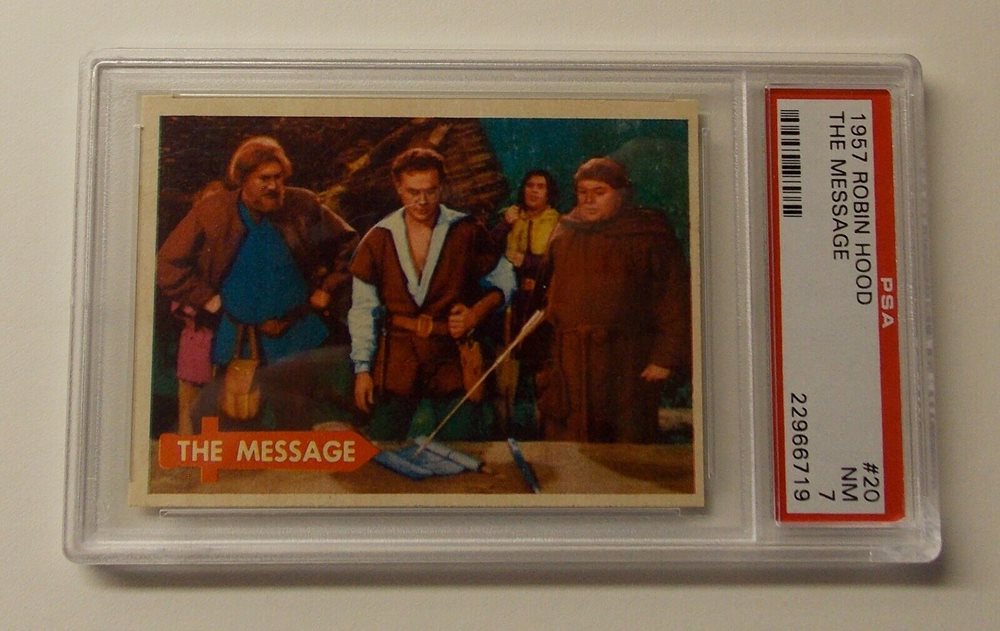 THE MESSAGE
1957 ROBIN HOOD
THE MESSAGE
PSA
#20
NM
7
22966719